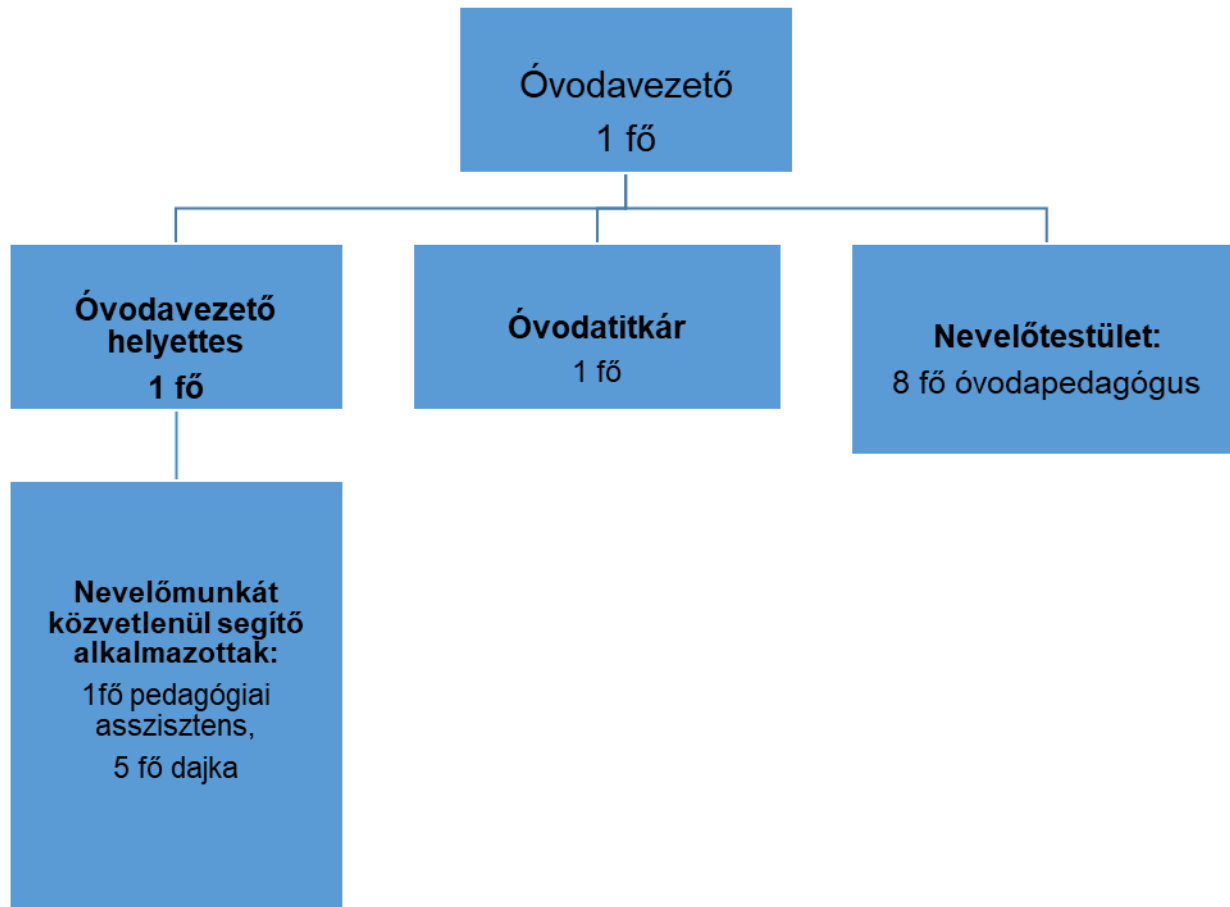 Óvodavezető
1 fő
Óvodavezető
helyettes
1 fő
Óvodatitkár
1 fő
Nevelőtestület:
8 fő óvodapedagógus
Nevelőmunkát
közvetlenül segítő
alkalmazottak:
1fő pedagógiai
asszisztens,
5 fő dajka